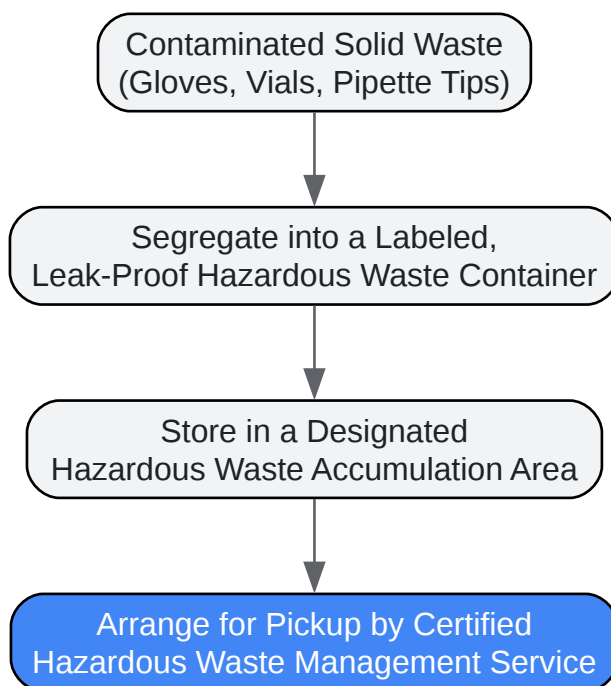 Contaminated Solid Waste
(Gloves, Vials, Pipette Tips)
Segregate into a Labeled,
Leak-Proof Hazardous Waste Container
Store in a Designated
Hazardous Waste Accumulation Area
Arrange for Pickup by Certified
Hazardous Waste Management Service